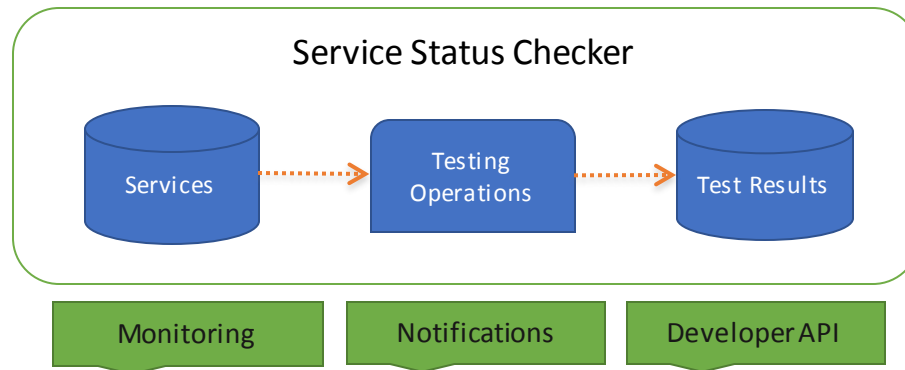 Service Status Checker
Services
Testing
Operations
Test Results
Monitoring
Notifications
Developer API